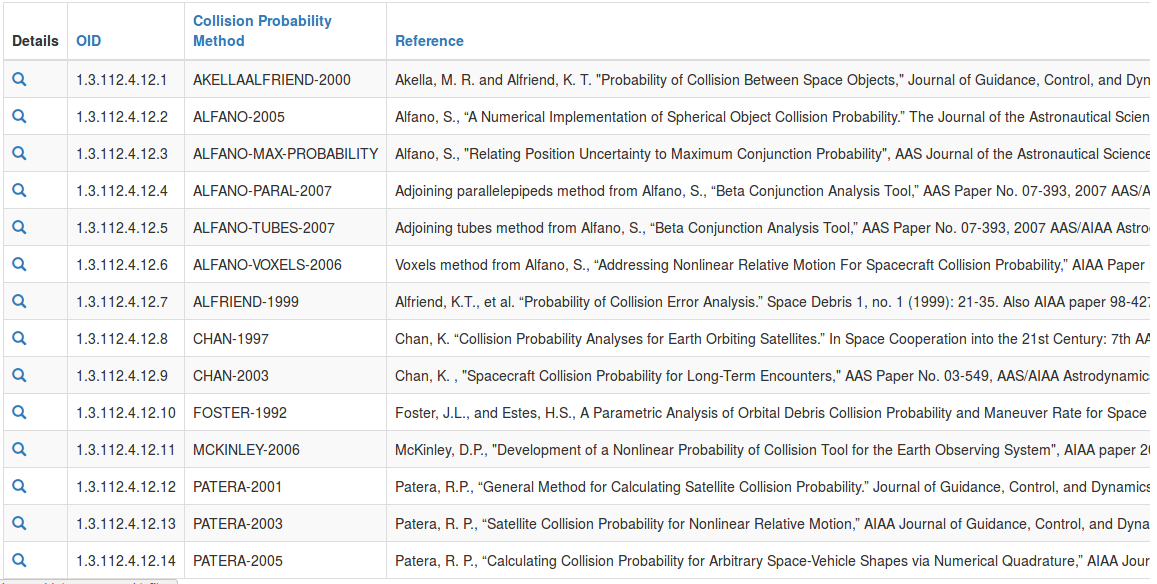 Details OID Collision Probability Method Reference
1.3.112.4.12.1 AKELLAALFRIEND-2000 Akella, M. R. and Alfriend, K. T. "Probability of Collision Between Space Objects," Journal of Guidance, Control, and Dyn
1.3.112.4.12.2 ALFANO-2005 Alfano, S., “A Numerical Implementation of Spherical Object Collision Probability.” The Journal of the Astronautical Scien
1.3.112.4.12.3 ALFANO-MAX-PROBABILITY Alfano, S., "Relating Position Uncertainty to Maximum Conjunction Probability", AAS Journal of the Astronautical Science
1.3.112.4.12.4 ALFANO-PARAL-2007 Adjoining parallelepipeds method from Alfano, S., “Beta Conjunction Analysis Tool,” AAS Paper No. 07-393, 2007 AAS/A
1.3.112.4.12.5 ALFANO-TUBES-2007 Adjoining tubes method from Alfano, S., “Beta Conjunction Analysis Tool,” AAS Paper No. 07-393, 2007 AAS/AIAA Astro
1.3.112.4.12.6 ALFANO-VOXELS-2006 Voxels method from Alfano, S., “Addressing Nonlinear Relative Motion For Spacecraft Collision Probability,” AIAA Paper
1.3.112.4.12.7 ALFRIEND-1999 Alfriend, K.T., et al. “Probability of Collision Error Analysis.” Space Debris 1, no. 1 (1999): 21-35. Also AIAA paper 98-427
1.3.112.4.12.8 CHAN-1997 Chan, K. “Collision Probability Analyses for Earth Orbiting Satellites.” In Space Cooperation into the 21st Century: 7th AA
1.3.112.4.12.9 CHAN-2003 Chan, K. , "Spacecraft Collision Probability for Long-Term Encounters," AAS Paper No. 03-549, AAS/AIAA Astrodynamic
1.3.112.4.12.10 FOSTER-1992 Foster, J.L., and Estes, H.S., A Parametric Analysis of Orbital Debris Collision Probability and Maneuver Rate for Space
1.3.112.4.12.11 MCKINLEY-2006 McKinley, D.P., "Development of a Nonlinear Probability of Collision Tool for the Earth Observing System", AIAA paper 20
1.3.112.4.12.12 PATERA-2001 Patera, R.P., “General Method for Calculating Satellite Collision Probability.” Journal of Guidance, Control, and Dynamics
1.3.112.4.12.13 PATERA-2003 Patera, R. P., “Satellite Collision Probability for Nonlinear Relative Motion,” AIAA Journal of Guidance, Control, and Dyna
1.3.112.4.12.14 PATERA-2005 Patera, R. P., “Calculating Collision Probability for Arbitrary Space-Vehicle Shapes via Numerical Quadrature,” AIAA Jour